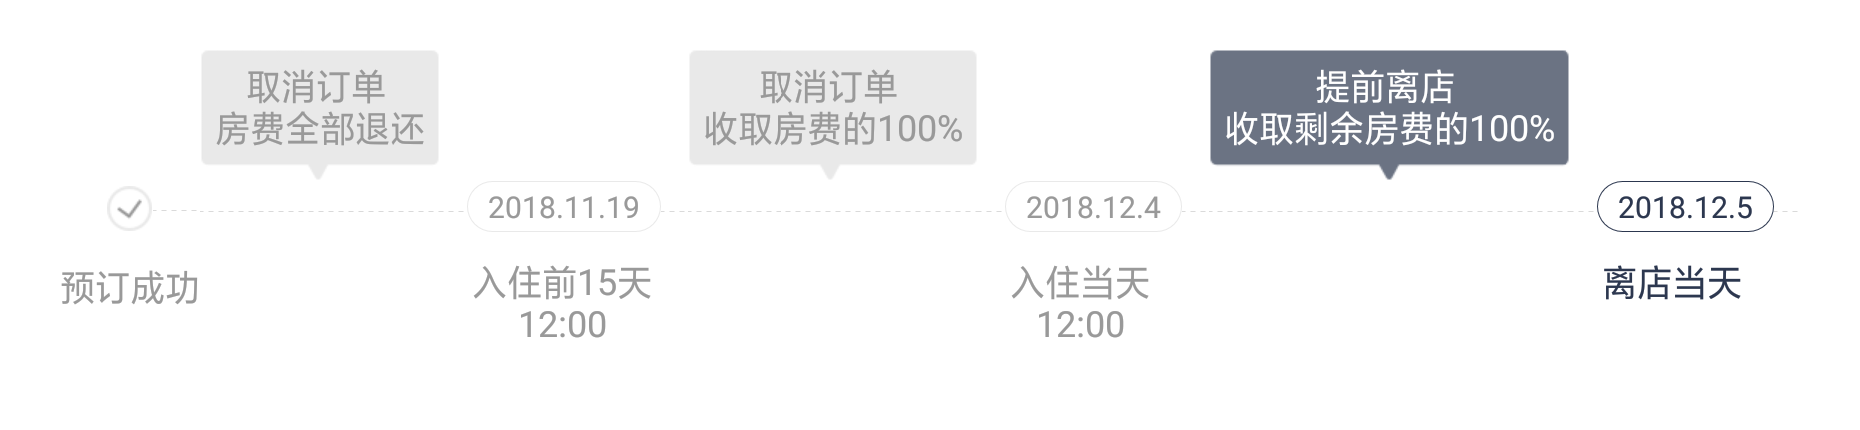 取消订单
房费全部退还
取消订单
收取房费的100%
提前离店
收取剩余房费的100%
2018.11.19
2018.12.4
2018.12.5
预订成功
入住前15天
12:00
入住当天
12:00
离店当天